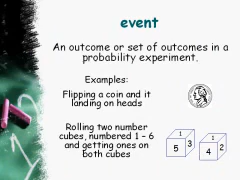 event
An outcome or set of outcomes in a
probability experiment.
Examples:
Flipping a coin and it
landing on heads
Rolling two number
cubes, numbered 1 – 6
and getting ones on
both cubes
1
5
3
1
4
2